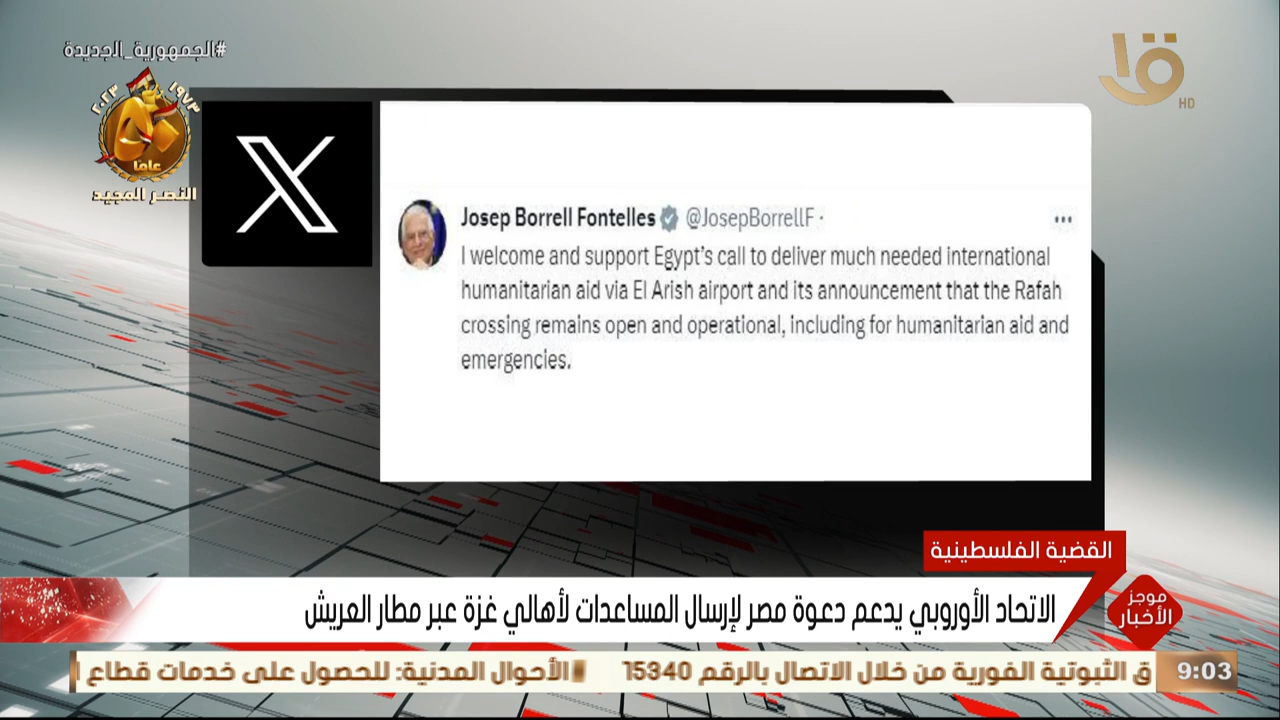 #الجمهورية_الجديدة
١٩٧٣ ٢٠٢٣
٥٠
عامًا
النصر المجيد
HD
Josep Borrell Fontelles @JosepBorrellF ·
I welcome and support Egypt's call to deliver much needed international
humanitarian aid via El Arish airport and its announcement that the Rafah
crossing remains open and operational, including for humanitarian aid and
emergencies.
القضية الفلسطينية
موجز
الأخبار
الاتحاد الأوروبي يدعم دعوة مصر لإرسال المساعدات لأهالي غزة عبر مطار العريش
9:03
ق الثبوتية الفورية من خلال الاتصال بالرقم 15340 الأحوال المدنية: للحصول على خدمات قطاع ا